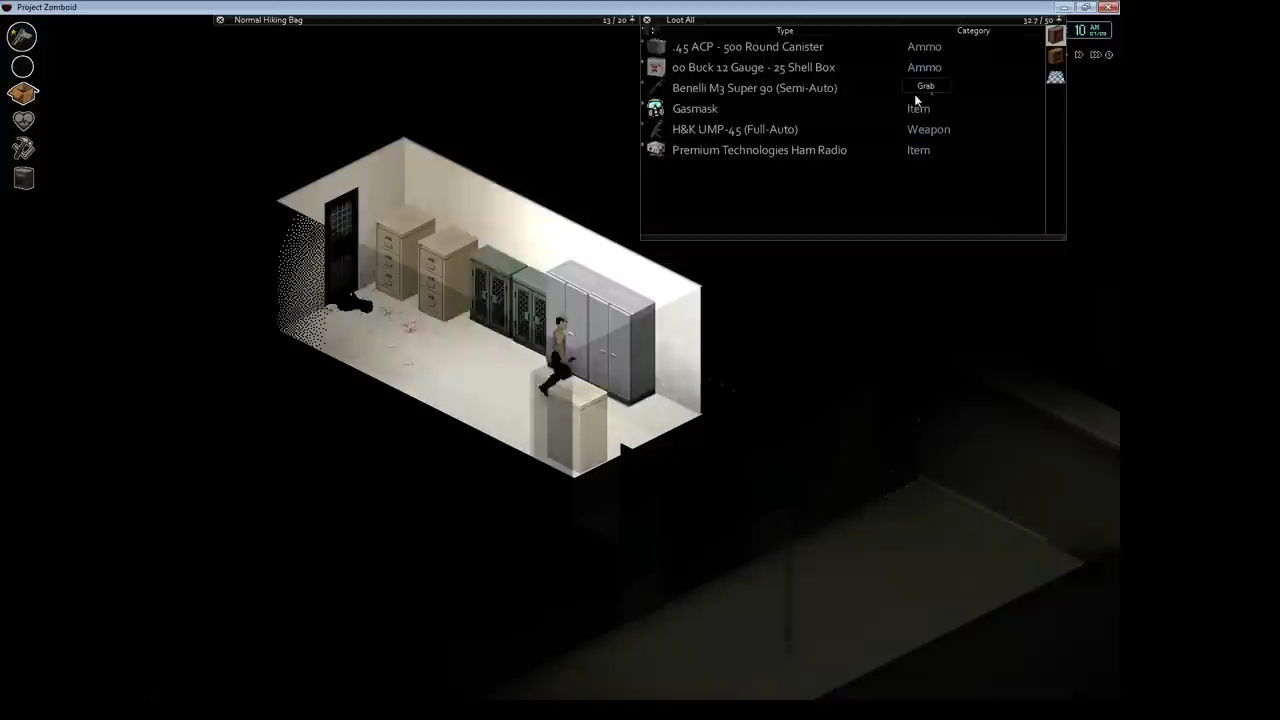 Project Zomboid
Normal Hiking Bag 13 / 20
Loot All 32.7 / 50
Type Category
.45 ACP - 500 Round Canister Ammo
00 Buck 12 Gauge - 25 Shell Box Ammo
Benelli M3 Super 90 (Semi-Auto) Grab
Gasmask Item
H&K UMP-45 (Full-Auto) Weapon
Premium Technologies Ham Radio Item
10 AM